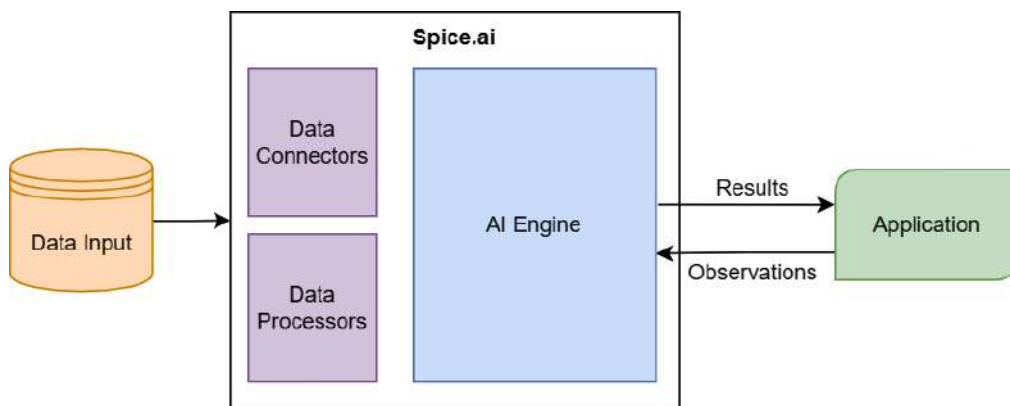 Spice.ai
Data
Connectors
Data Input
Data
Processors
AI Engine
Results
Observations
Application